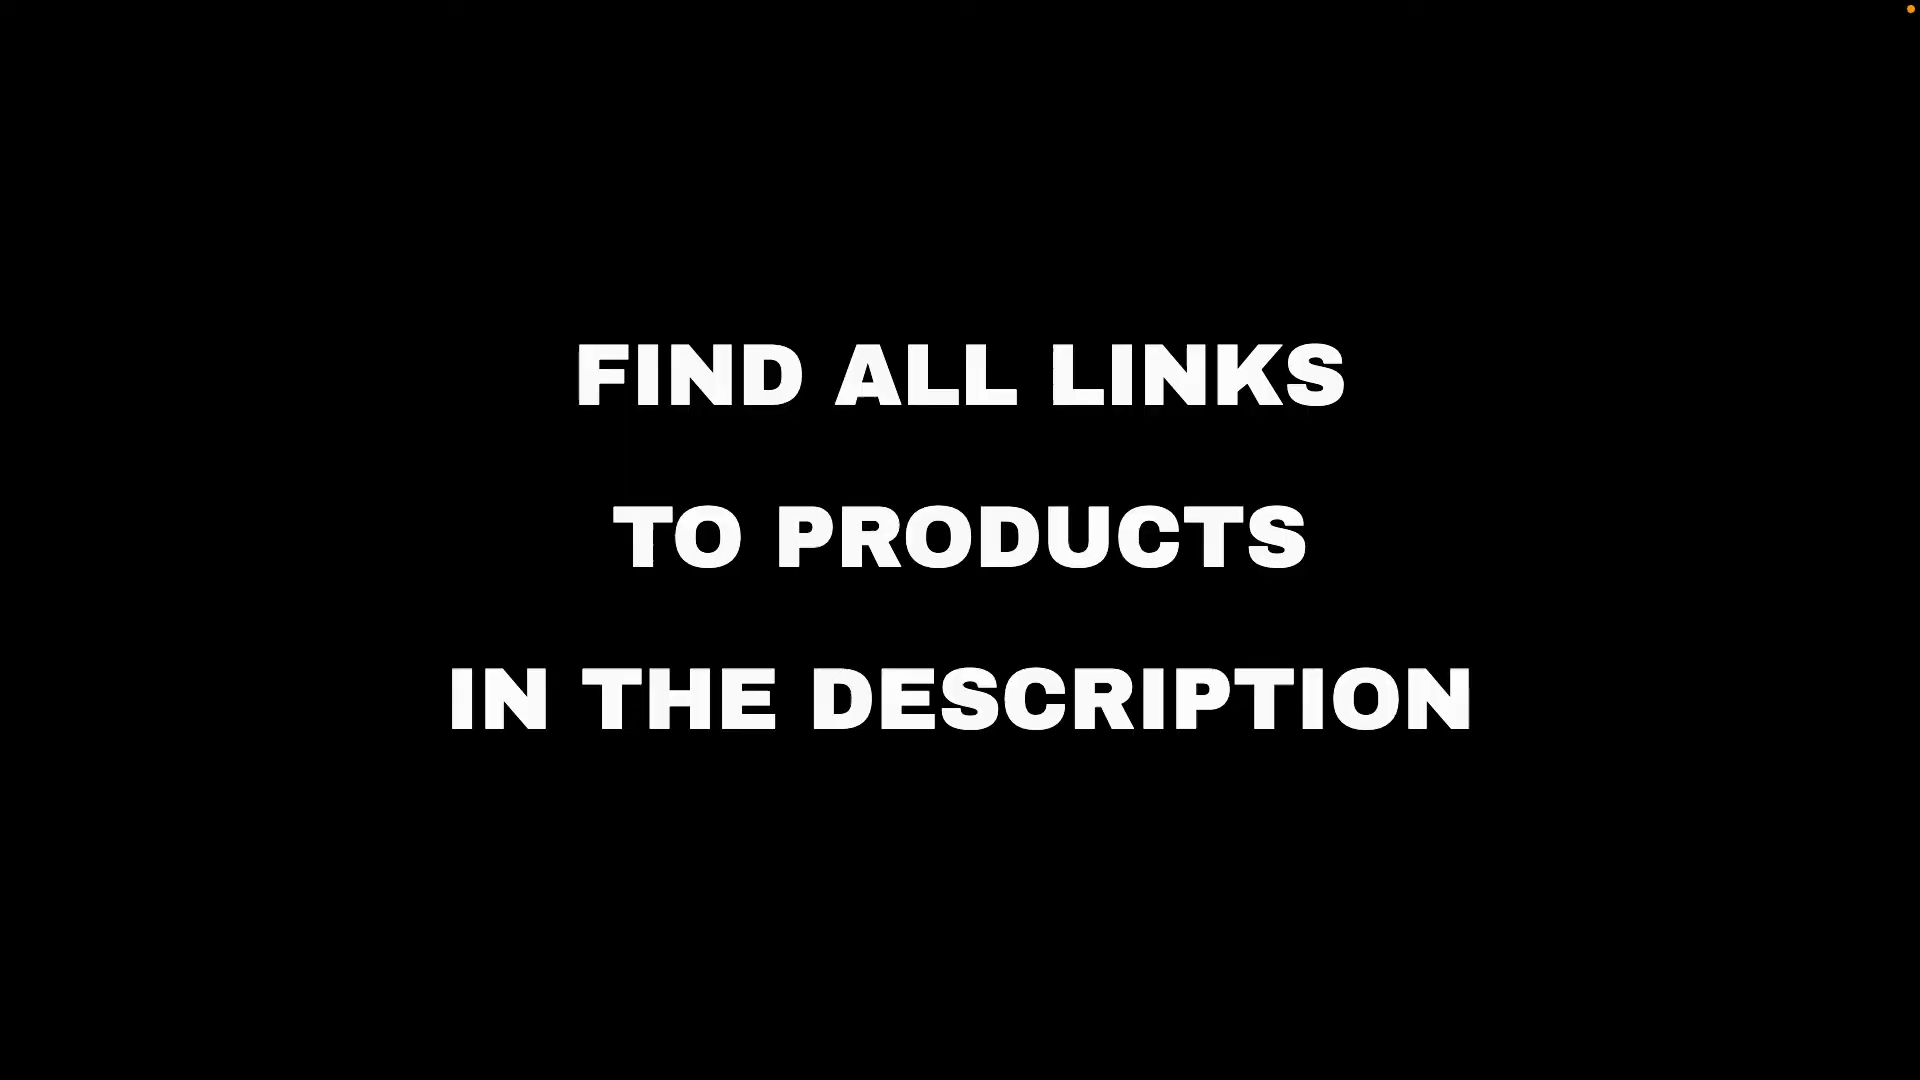 FIND ALL LINKS
TO PRODUCTS
IN THE DESCRIPTION